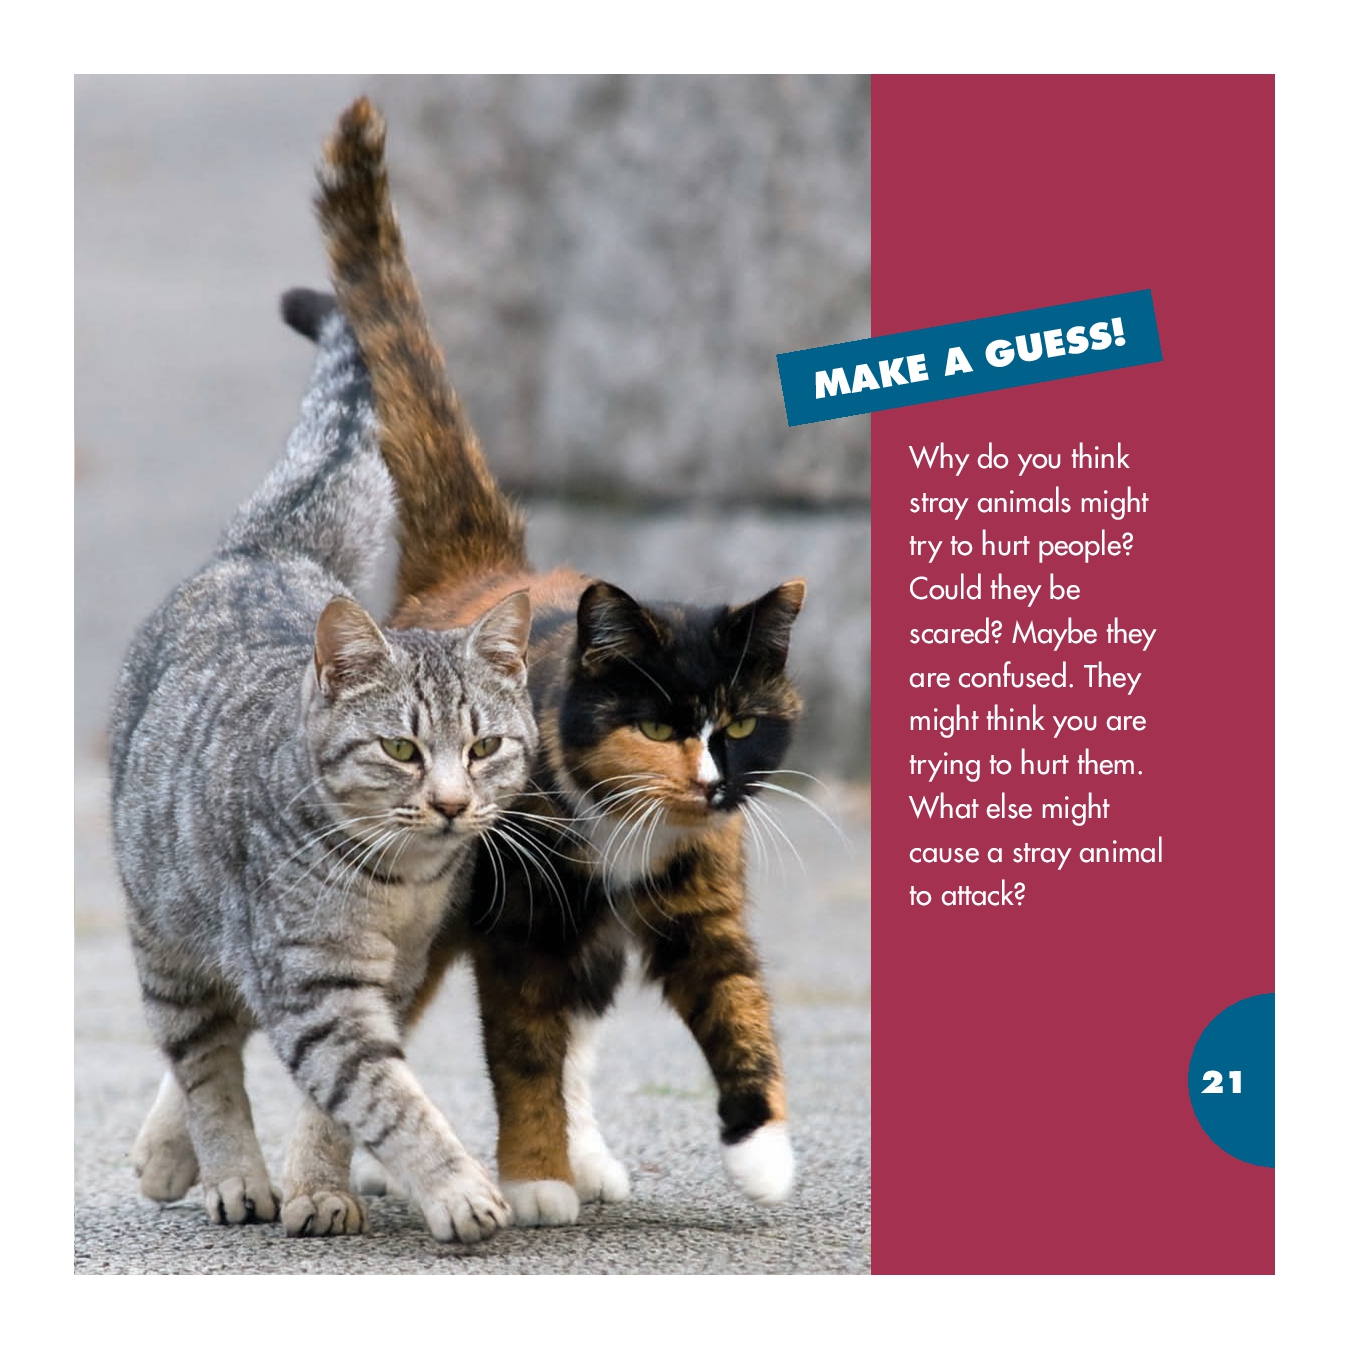 MAKE A GUESS!
Why do you think
stray animals might
try to hurt people?
Could they be
scared? Maybe they
are confused. They
might think you are
trying to hurt them.
What else might
cause a stray animal
to attack?
21